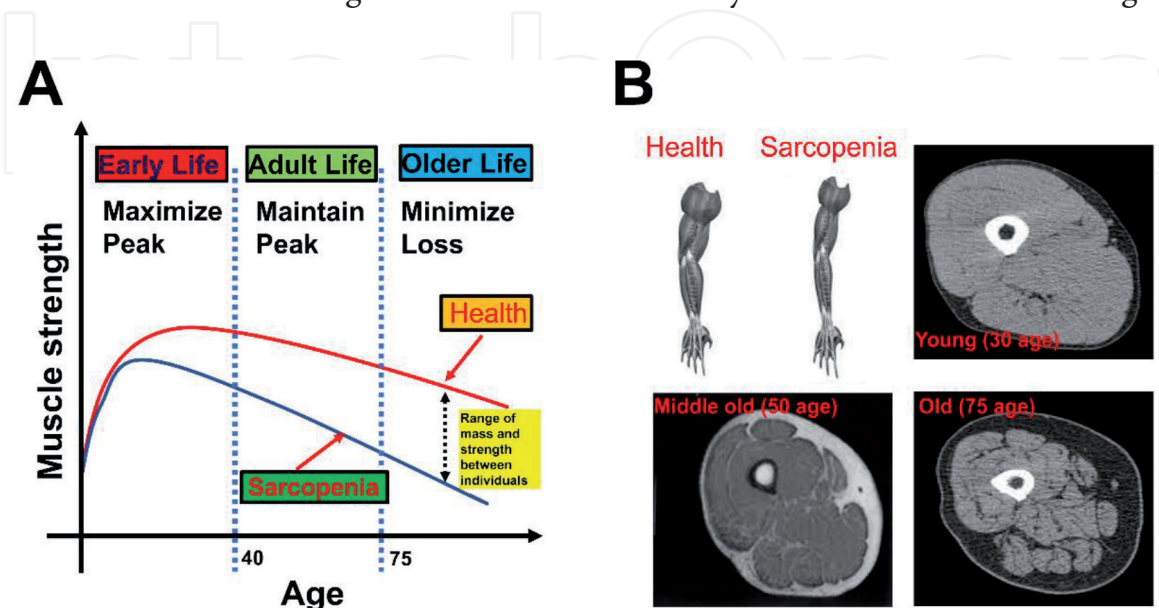 A
B
Early Life
Adult Life
Older Life
Maximize
Peak
Maintain
Peak
Minimize
Loss
Muscle strength
Health
Range of
mass and
strength
between
individuals
Sarcopenia
40
75
Age
Health
Sarcopenia
Young (30 age)
Middle old (50 age)
Old (75 age)